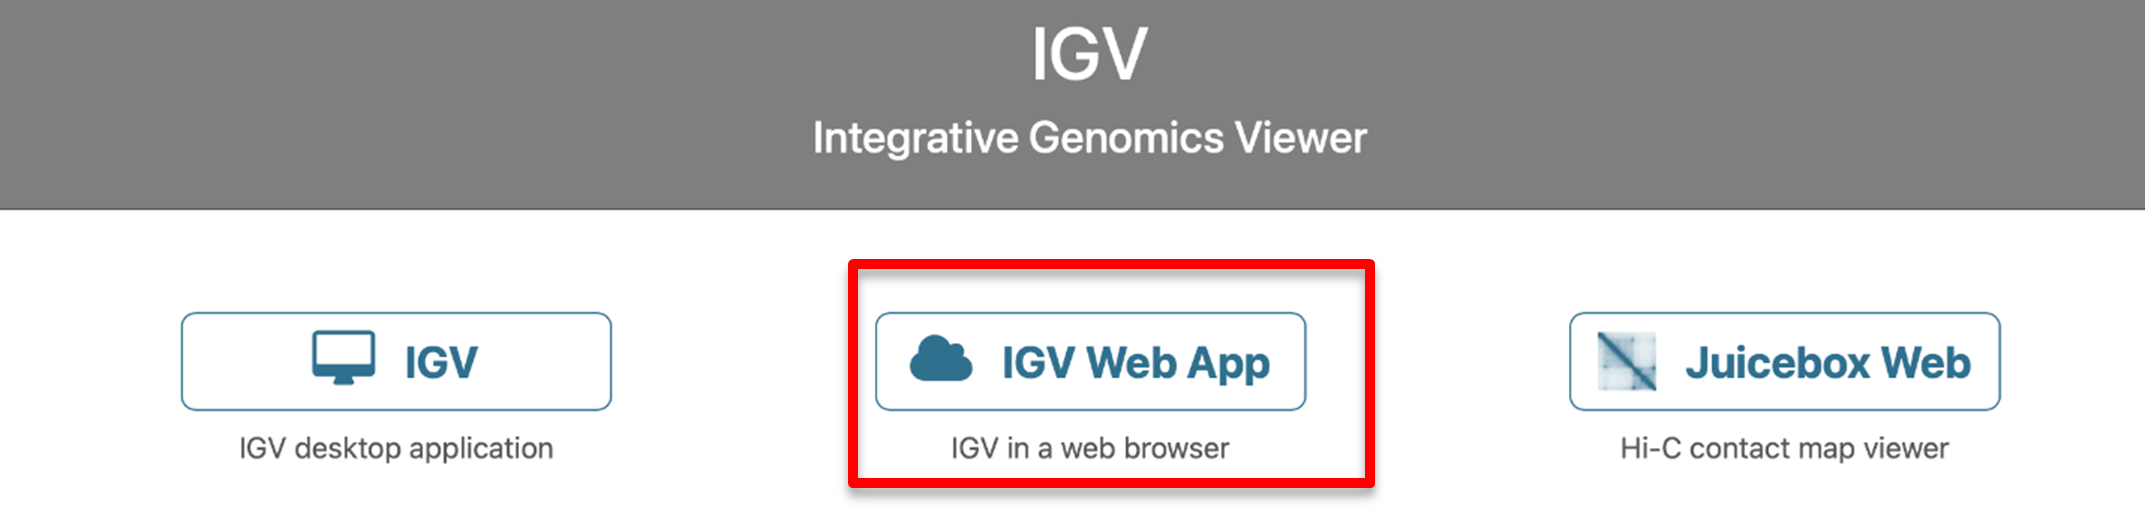 IGV
Integrative Genomics Viewer
IGV
IGV desktop application
IGV Web App
IGV in a web browser
Juicebox Web
Hi-C contact map viewer